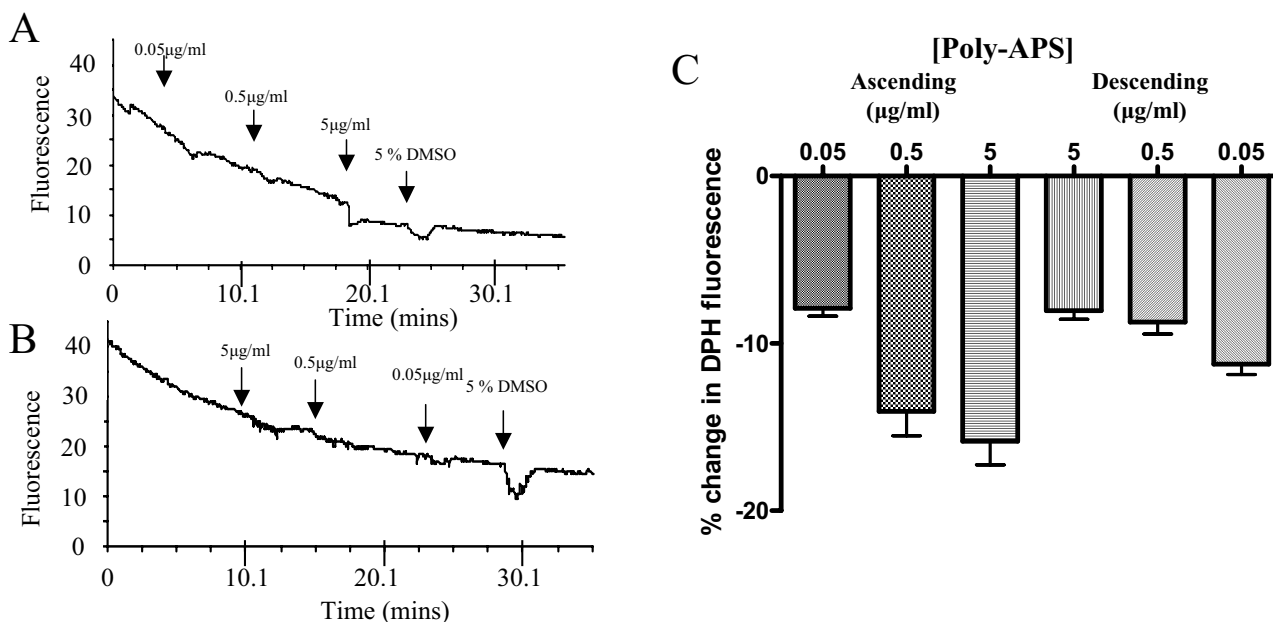 A
Fluorescence
40
30
20
10
0
0.05µg/ml
0.5µg/ml
5µg/ml
5 % DMSO
0 10.1 20.1 30.1
Time (mins)
B
Fluorescence
40
30
20
10
0
5µg/ml
0.5µg/ml
0.05µg/ml
5 % DMSO
0 10.1 20.1 30.1
Time (mins)
C
[Poly-APS]
Ascending
(µg/ml)
Descending
(µg/ml)
0.05 0.5 5 5 0.5 0.05
% change in DPH fluorescence
0
-10
-20